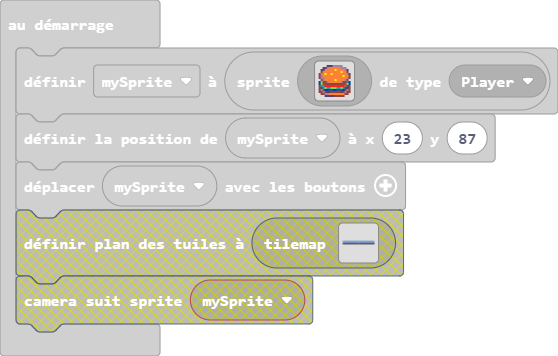 au démarrage
définir mySprite à sprite de type Player
définir la position de mySprite à x 23 y 87
déplacer mySprite avec les boutons
définir plan des tuiles à tilemap
camera suit sprite mySprite